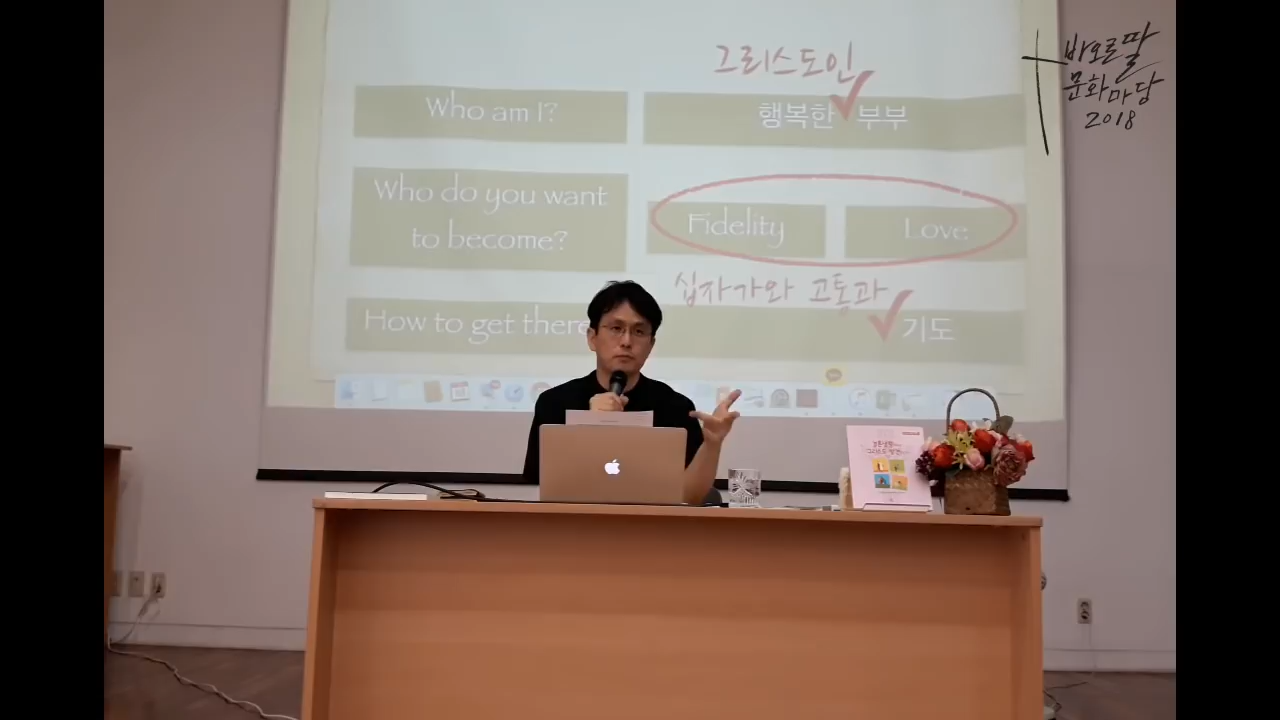 그리스도인
Who am I?
행복한 ✓ 부부
Who do you want
to become?
Fidelity
Love
십자가와 고통과 ✓
How to get there
기도
바오로딸
문화마당
2018